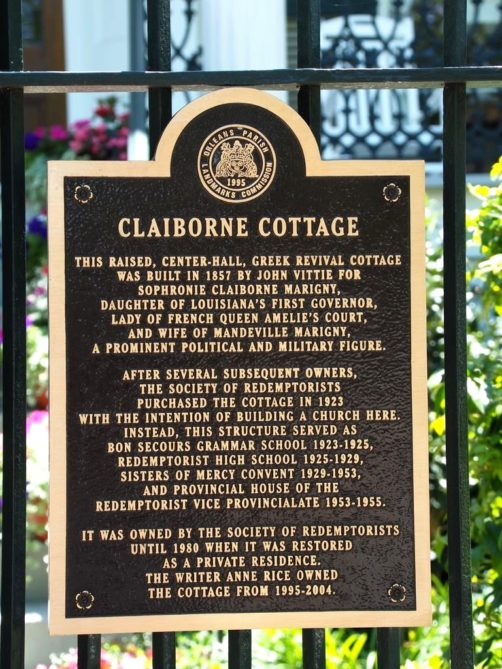 ORLEANS PARISH
LANDMARKS COMMISSION
1995
CLAIBORNE COTTAGE
THIS RAISED, CENTER-HALL, GREEK REVIVAL COTTAGE
WAS BUILT IN 1857 BY JOHN VITTIE FOR
SOPHRONIE CLAIBORNE MARIGNY,
DAUGHTER OF LOUISIANA'S FIRST GOVERNOR,
LADY OF FRENCH QUEEN AMELIE'S COURT,
AND WIFE OF MANDEVILLE MARIGNY,
A PROMINENT POLITICAL AND MILITARY FIGURE.
AFTER SEVERAL SUBSEQUENT OWNERS,
THE SOCIETY OF REDEMPTORISTS
PURCHASED THE COTTAGE IN 1923
WITH THE INTENTION OF BUILDING A CHURCH HERE.
INSTEAD, THIS STRUCTURE SERVED AS
BON SECOURS GRAMMAR SCHOOL 1923-1925,
REDEMPTORIST HIGH SCHOOL 1925-1929,
SISTERS OF MERCY CONVENT 1929-1953,
AND PROVINCIAL HOUSE OF THE
REDEMPTORIST VICE PROVINCIALATE 1953-1955.
IT WAS OWNED BY THE SOCIETY OF REDEMPTORISTS
UNTIL 1980 WHEN IT WAS RESTORED
AS A PRIVATE RESIDENCE.
THE WRITER ANNE RICE OWNED
THE COTTAGE FROM 1995-2004.